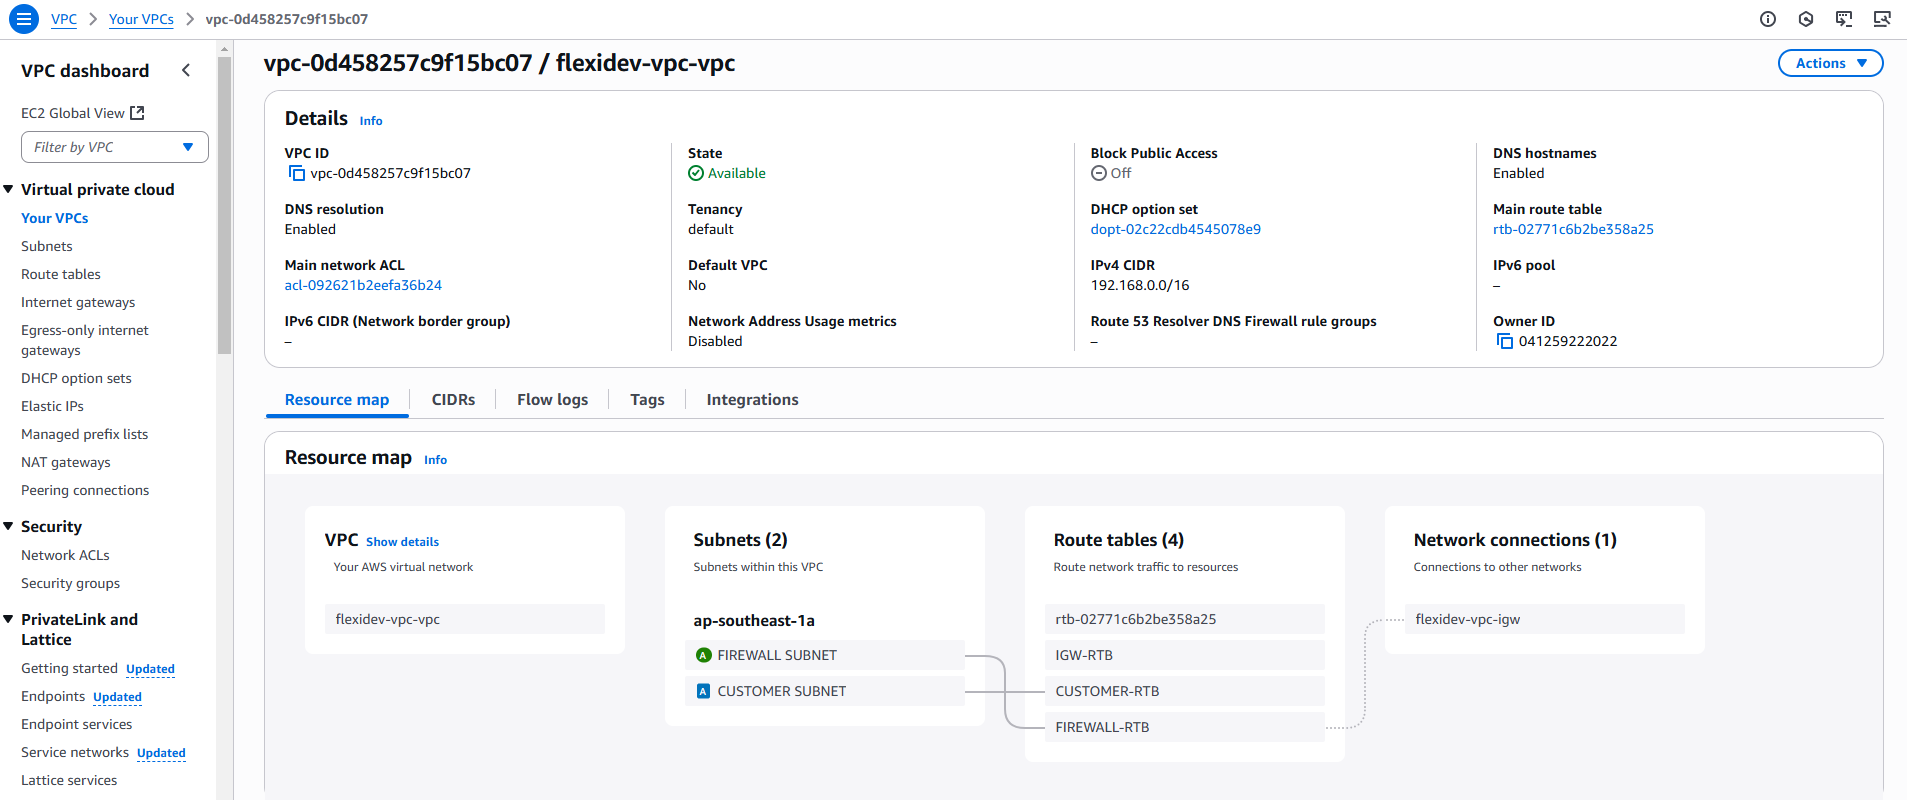 VPC
Your VPCs
vpc-0d458257c9f15bc07
VPC dashboard
EC2 Global View
Filter by VPC
Virtual private cloud
Your VPCs
Subnets
Route tables
Internet gateways
Egress-only internet
gateways
DHCP option sets
Elastic IPs
Managed prefix lists
NAT gateways
Peering connections
Security
Network ACLs
Security groups
PrivateLink and
Lattice
Getting started Updated
Endpoints Updated
Endpoint services
Service networks Updated
Lattice services
vpc-0d458257c9f15bc07 / flexidev-vpc-vpc
Actions
Details Info
VPC ID
vpc-0d458257c9f15bc07
State
Available
Block Public Access
Off
DNS hostnames
Enabled
DNS resolution
Enabled
Tenancy
default
DHCP option set
dopt-02c22cdb4545078e9
Main route table
rtb-02771c6b2be358a25
Main network ACL
acl-092621b2eefa36b24
Default VPC
No
IPv4 CIDR
192.168.0.0/16
IPv6 pool
–
IPv6 CIDR (Network border group)
–
Network Address Usage metrics
Disabled
Route 53 Resolver DNS Firewall rule groups
–
Owner ID
041259222022
Resource map
CIDRs
Flow logs
Tags
Integrations
Resource map Info
VPC Show details
Your AWS virtual network
flexidev-vpc-vpc
Subnets (2)
Subnets within this VPC
ap-southeast-1a
A FIREWALL SUBNET
A CUSTOMER SUBNET
Route tables (4)
Route network traffic to resources
rtb-02771c6b2be358a25
IGW-RTB
CUSTOMER-RTB
FIREWALL-RTB
Network connections (1)
Connections to other networks
flexidev-vpc-igw